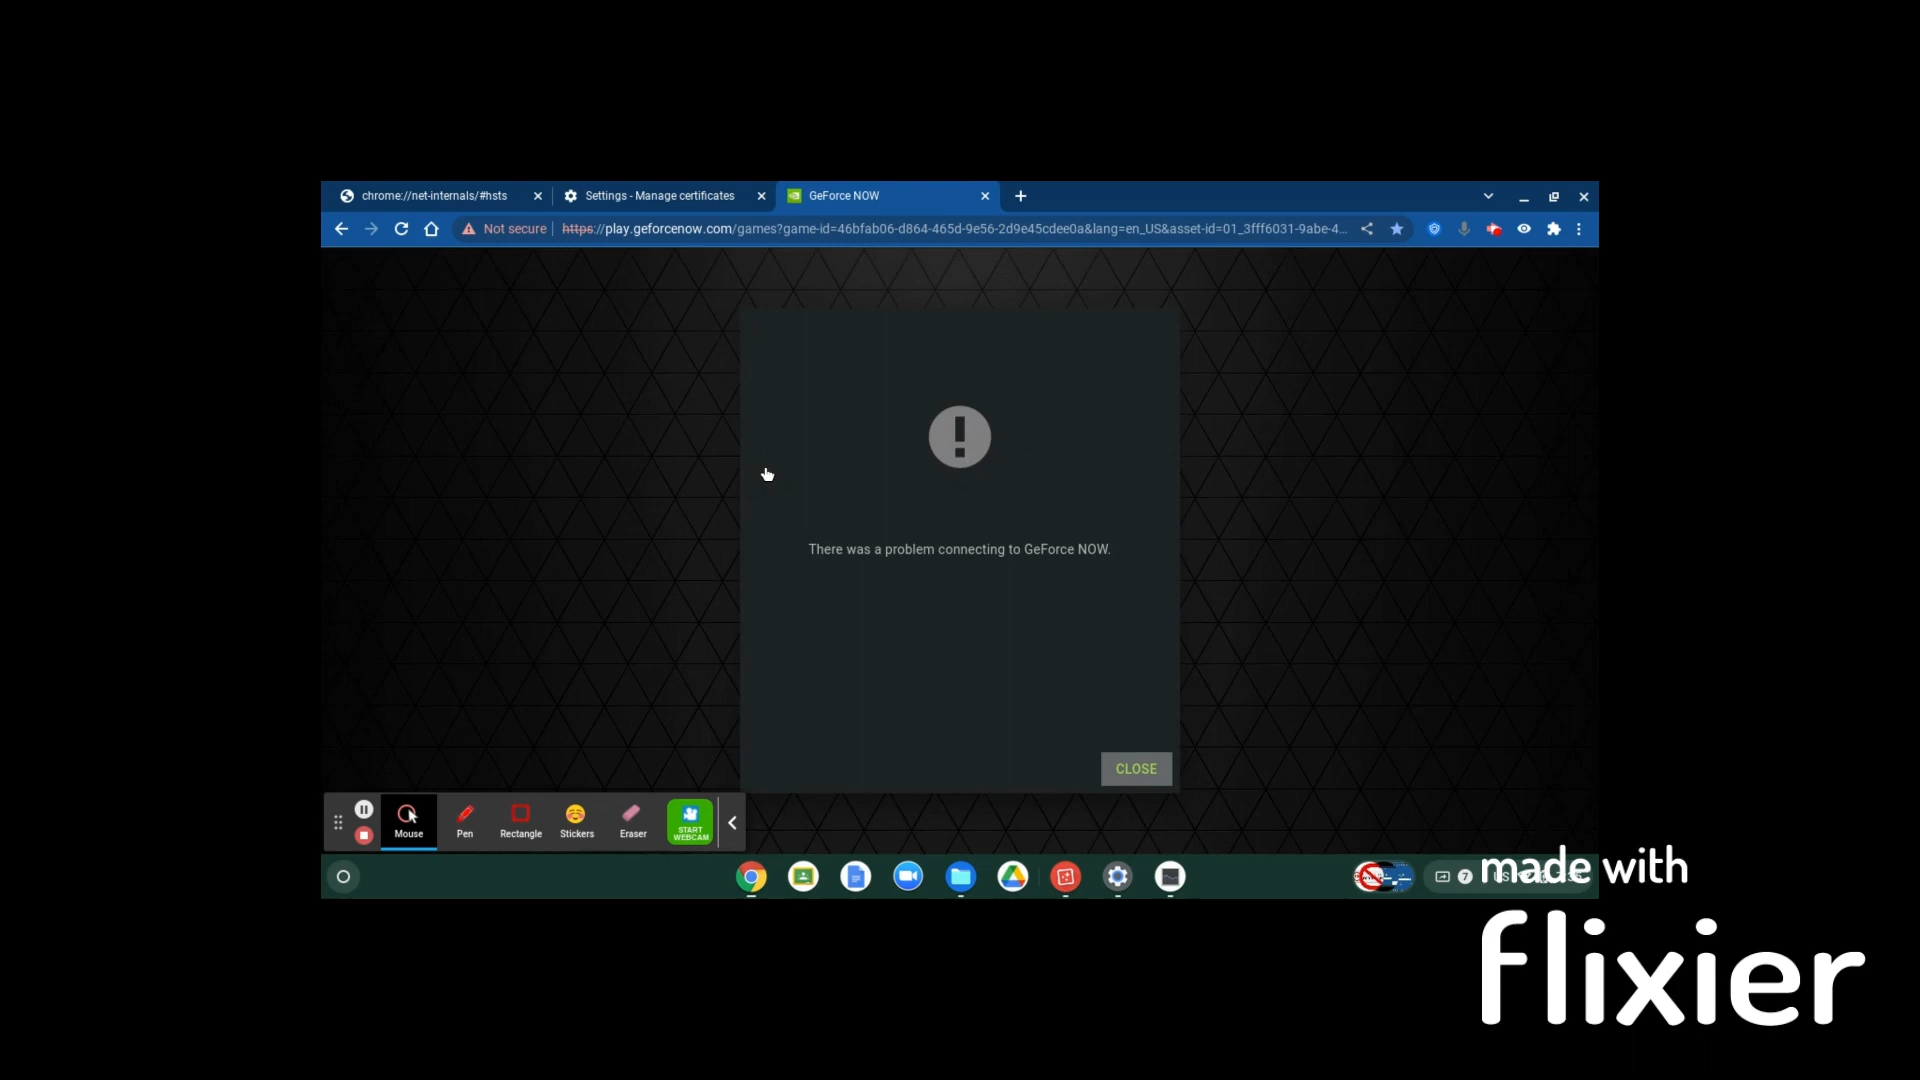 chrome://net-internals/#hsts
Settings - Manage certificates
GeForce NOW
Not secure
https://play.geforcenow.com/games?game-id=46bfab06-d864-465d-9e56-2d9e45cdee0a&lang=en_US&asset-id=01_3fff6031-9abe-4...
There was a problem connecting to GeForce NOW.
CLOSE
Mouse
Pen
Rectangle
Stickers
Eraser
START
WEBCAM
7
US
made with
flixier